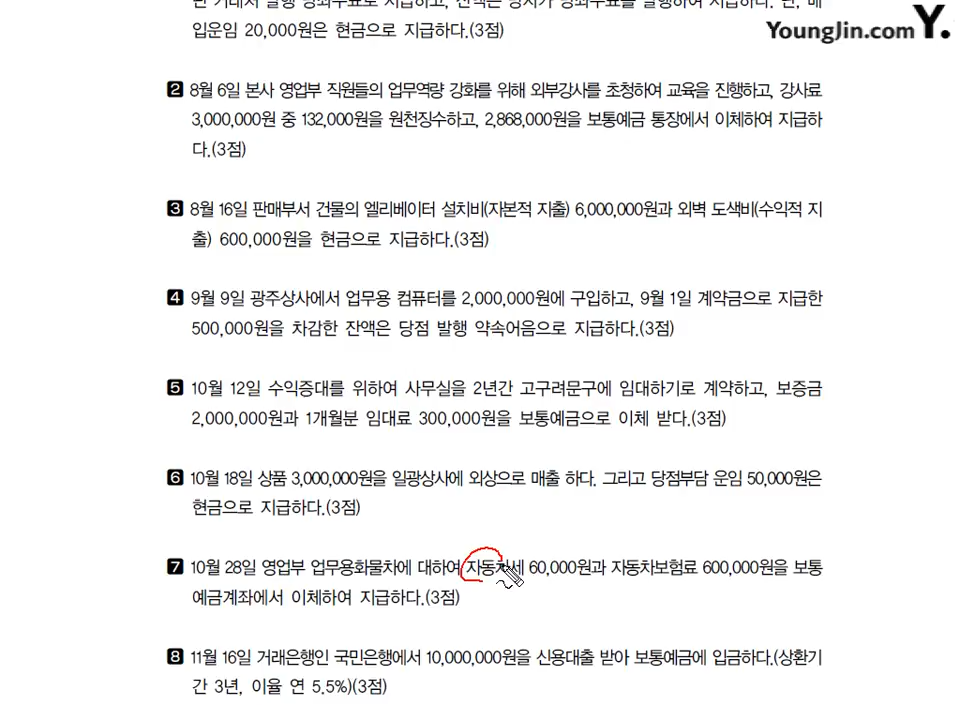 입운임 20,000원은 현금으로 지급하다.(3점)
YoungJin.com Y.
2 8월 6일 본사 영업부 직원들의 업무역량 강화를 위해 외부강사를 초청하여 교육을 진행하고, 강사료
3,000,000원 중 132,000원을 원천징수하고, 2,868,000원을 보통예금 통장에서 이체하여 지급하
다.(3점)
3 8월 16일 판매부서 건물의 엘리베이터 설치비(자본적 지출) 6,000,000원과 외벽 도색비(수익적 지
출) 600,000원을 현금으로 지급하다.(3점)
4 9월 9일 광주상사에서 업무용 컴퓨터를 2,000,000원에 구입하고, 9월 1일 계약금으로 지급한
500,000원을 차감한 잔액은 당점 발행 약속어음으로 지급하다.(3점)
5 10월 12일 수익증대를 위하여 사무실을 2년간 고구려문구에 임대하기로 계약하고, 보증금
2,000,000원과 1개월분 임대료 300,000원을 보통예금으로 이체 받다.(3점)
6 10월 18일 상품 3,000,000원을 일광상사에 외상으로 매출 하다. 그리고 당점부담 운임 50,000원은
현금으로 지급하다.(3점)
7 10월 28일 영업부 업무용화물차에 대하여 자동차세 60,000원과 자동차보험료 600,000원을 보통
예금계좌에서 이체하여 지급하다.(3점)
8 11월 16일 거래은행인 국민은행에서 10,000,000원을 신용대출 받아 보통예금에 입금하다.(상환기
간 3년, 이율 연 5.5%)(3점)